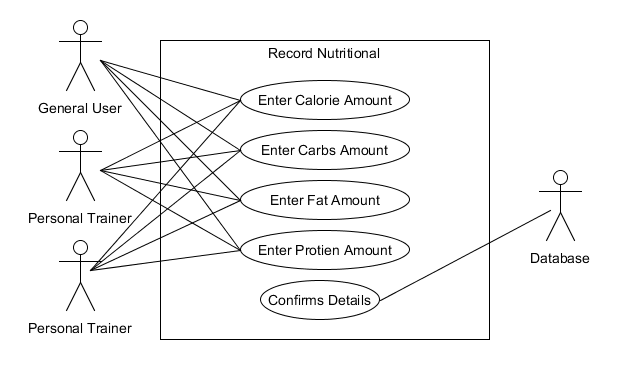 Record Nutritional
General User
Enter Calorie Amount
Enter Carbs Amount
Personal Trainer
Enter Fat Amount
Enter Protien Amount
Database
Confirms Details
Personal Trainer